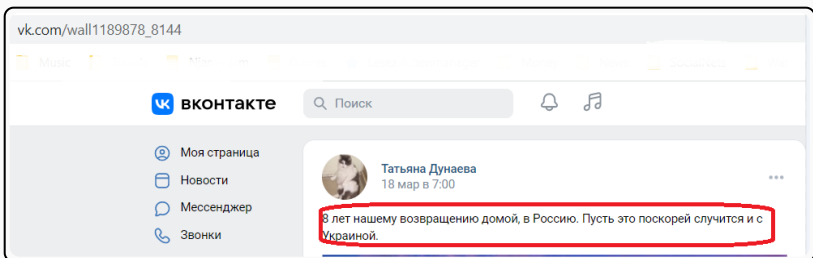 vk.com/wall1189878_8144
Music
вконтакте
Поиск
Моя страница
Новости
Мессенджер
Звонки
Татьяна Дунаева
18 мар в 7:00
8 лет нашему возвращению домой, в Россию. Пусть это поскорей случится и с
Украиной.